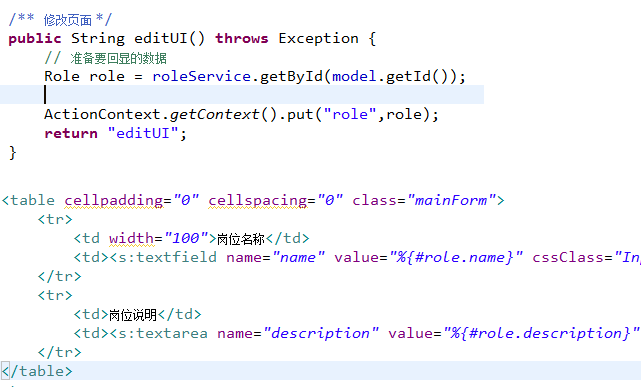 /** 修改页面 */
public String editUI() throws Exception {
// 准备要回显的数据
Role role = roleService.getById(model.getId());
ActionContext.getContext().put("role",role);
return "editUI";
}
<table cellpadding="0" cellspacing="0" class="mainForm">
<tr>
<td width="100">岗位名称</td>
<td><s:textfield name="name" value="%{#role.name}" cssClass="In
</tr>
<tr>
<td>岗位说明</td>
<td><s:textarea name="description" value="%{#role.description}"
</tr>
</table>